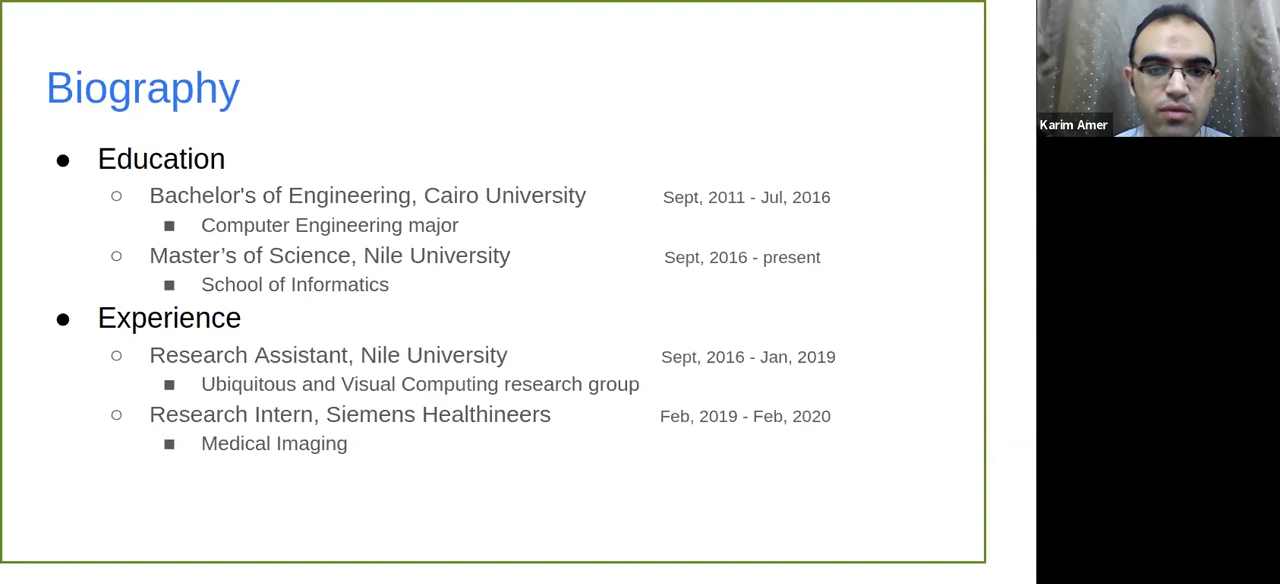 Biography
● Education
○ Bachelor's of Engineering, Cairo University Sept, 2011 - Jul, 2016
■ Computer Engineering major
○ Master’s of Science, Nile University Sept, 2016 - present
■ School of Informatics
● Experience
○ Research Assistant, Nile University Sept, 2016 - Jan, 2019
■ Ubiquitous and Visual Computing research group
○ Research Intern, Siemens Healthineers Feb, 2019 - Feb, 2020
■ Medical Imaging
Karim Amer